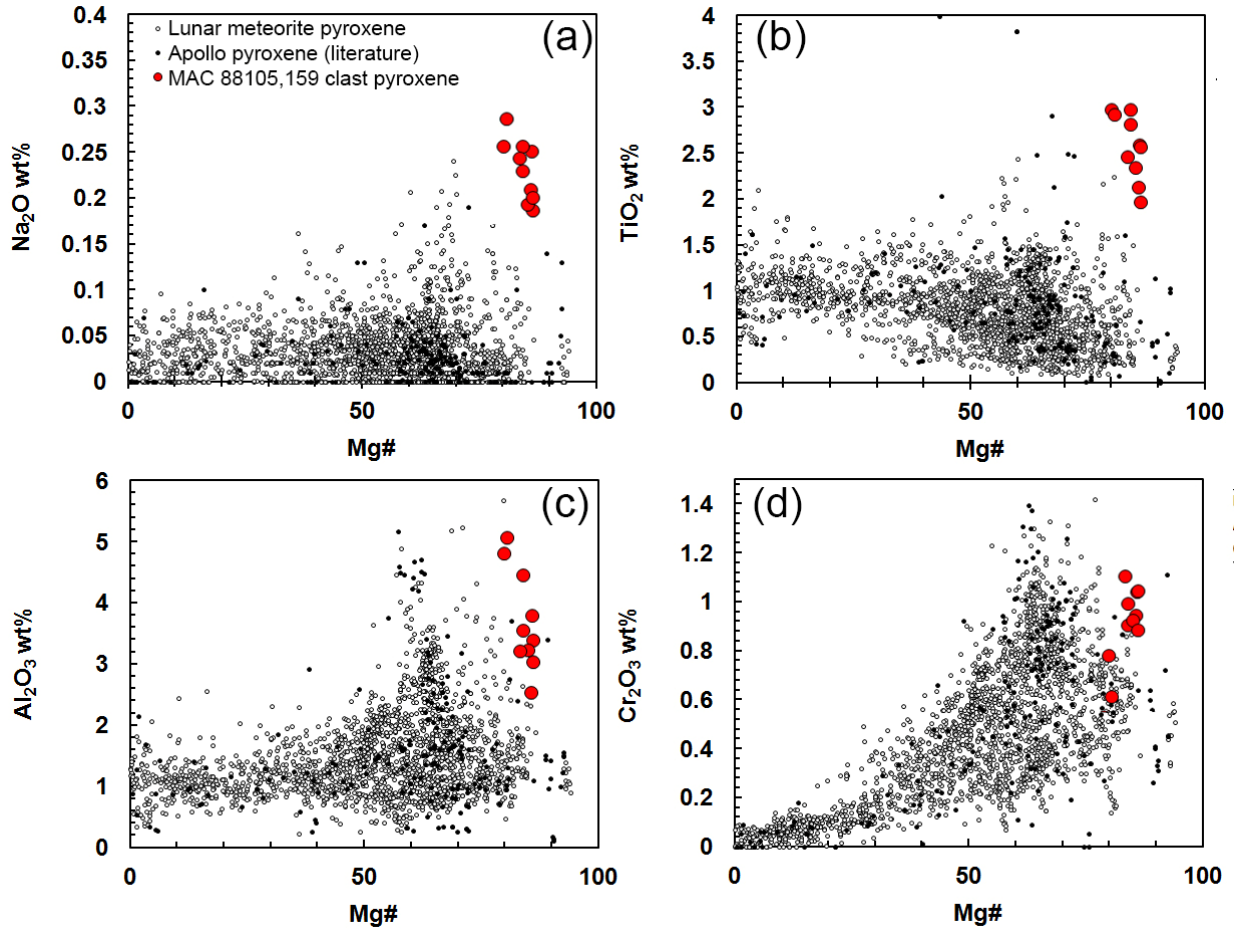 (a)
Lunar meteorite pyroxene
Apollo pyroxene (literature)
MAC 88105,159 clast pyroxene
Na₂O wt%
0.4
0.35
0.3
0.25
0.2
0.15
0.1
0.05
0
0 50 100
Mg#
(b)
TiO₂ wt%
4
3.5
3
2.5
2
1.5
1
0.5
0
0 50 100
Mg#
(c)
Al₂O₃ wt%
6
5
4
3
2
1
0
0 50 100
Mg#
(d)
Cr₂O₃ wt%
1.4
1.2
1
0.8
0.6
0.4
0.2
0
0 50 100
Mg#